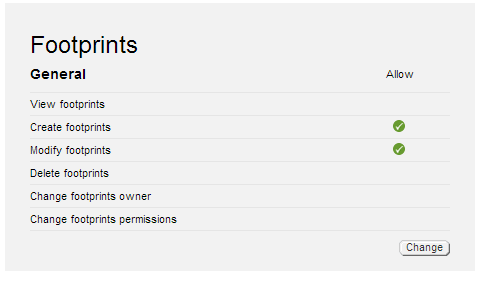 Footprints
General Allow
View footprints
Create footprints
Modify footprints
Delete footprints
Change footprints owner
Change footprints permissions
Change